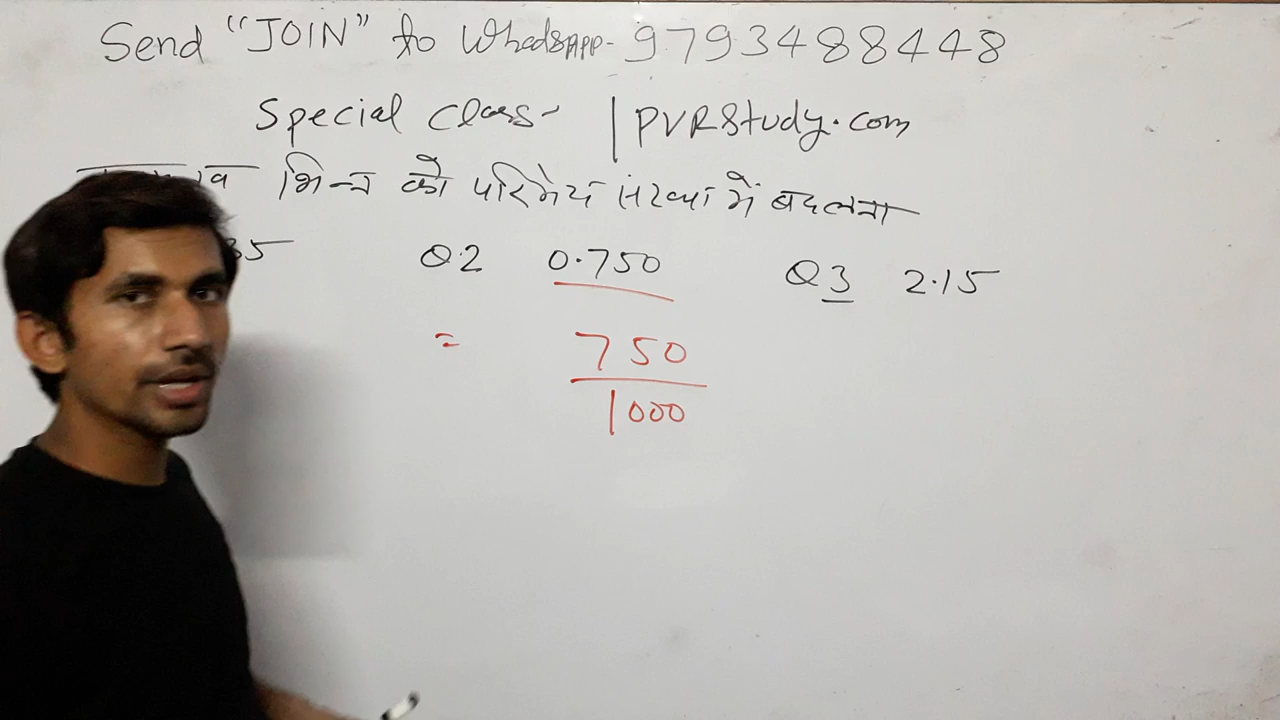 Send "JOIN" to WhatsApp- 9793488448
Special Class- | PVRStudy.com
भिन्न को परिमेय संख्या में बदलना
35 Q.2 0.750 Q3 2.15
= 750
1000